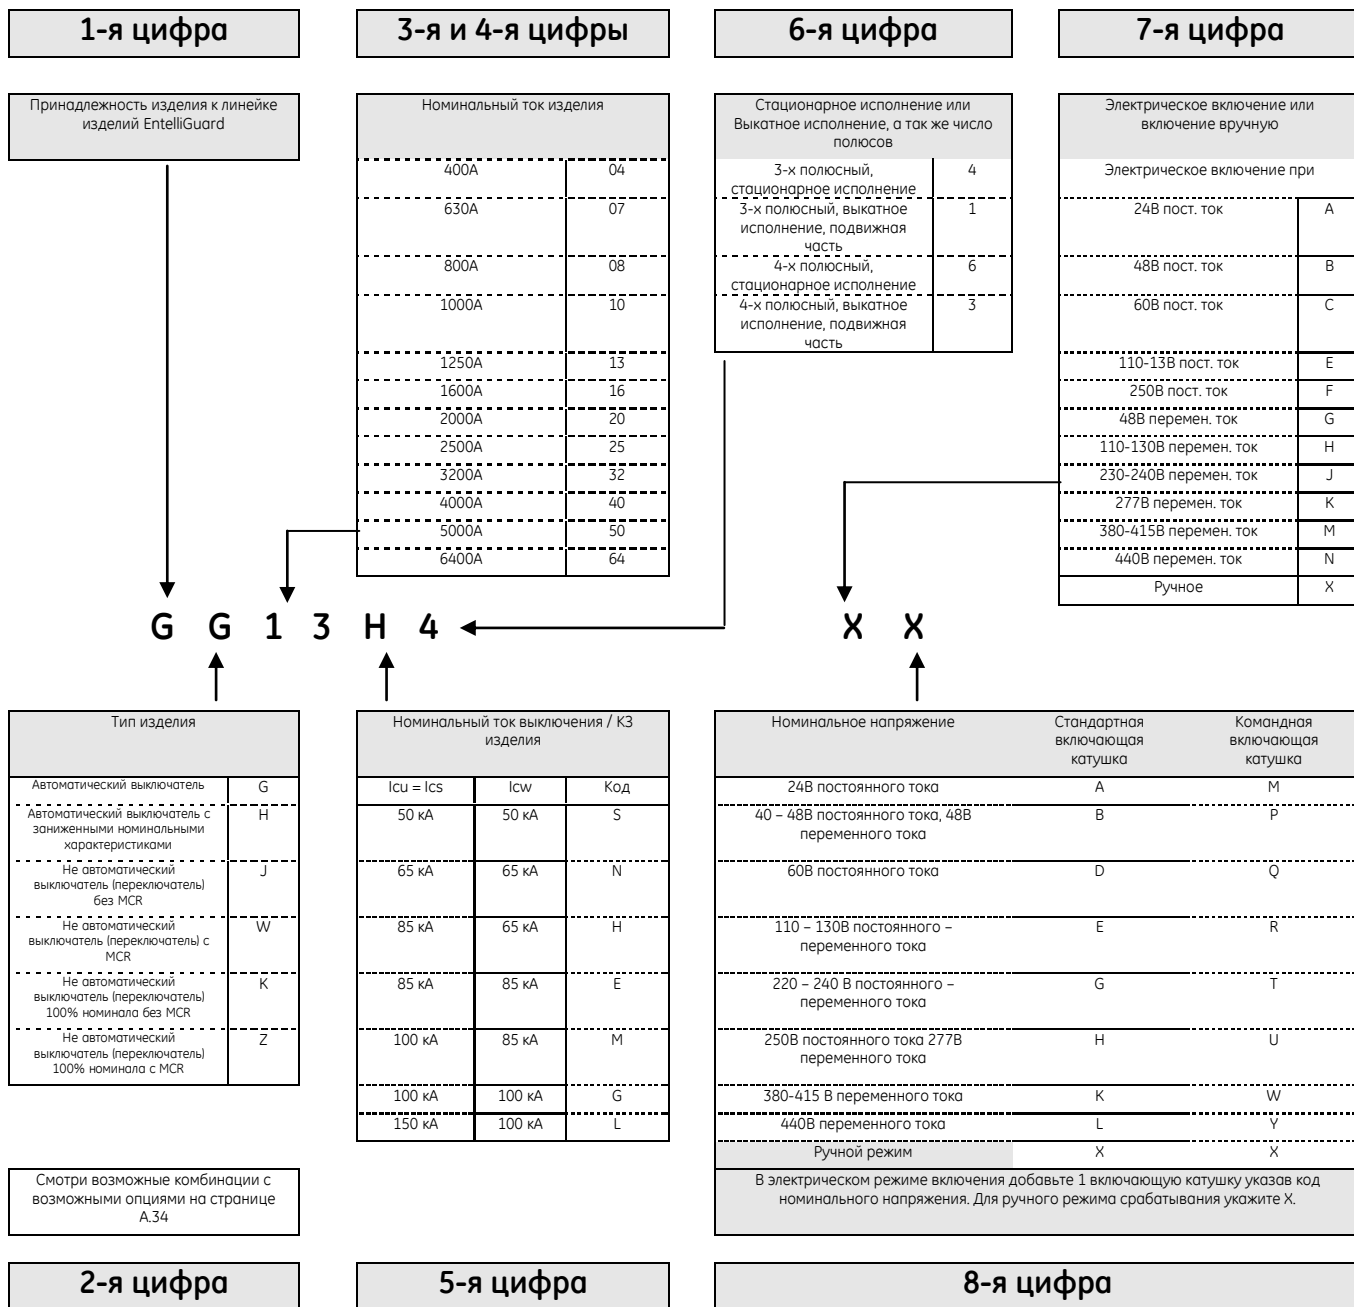 1-я цифра
3-я и 4-я цифры
6-я цифра
7-я цифра
Принадлежность изделия к линейке
изделий EntelliGuard
Номинальный ток изделия
400A 04
630A 07
800A 08
1000A 10
1250A 13
1600A 16
2000A 20
2500A 25
3200A 32
4000A 40
5000A 50
6400A 64
Стационарное исполнение или
Выкатное исполнение, а так же число
полюсов
3-х полюсный, 4
стационарное исполнение
3-х полюсный, выкатное 1
исполнение, подвижная
часть
4-х полюсный, 6
стационарное исполнение
4-х полюсный, выкатное 3
исполнение, подвижная
часть
Электрическое включение или
включение вручную
Электрическое включение при
24В пост. ток A
48В пост. ток B
60В пост. ток C
110-13В пост. ток E
250В пост. ток F
48В перемен. ток G
110-130В перемен. ток H
230-240В перемен. ток J
277В перемен. ток K
380-415В перемен. ток M
440В перемен. ток N
Ручное X
G G 1 3 H 4 X X
Тип изделия
Автоматический выключатель G
Автоматический выключатель с H
заниженными номинальными
характеристиками
Не автоматический J
выключатель (переключатель)
без MCR
Не автоматический W
выключатель (переключатель) с
MCR
Не автоматический K
выключатель (переключатель)
100% номинала без MCR
Не автоматический Z
выключатель (переключатель)
100% номинала с MCR
Смотри возможные комбинации с
возможными опциями на странице
А.34
Номинальный ток выключения / КЗ
изделия
Icu = Ics Icw Код
50 кА 50 кА S
65 кА 65 кА N
85 кА 65 кА H
85 кА 85 кА E
100 кА 85 кА M
100 кА 100 кА G
150 кА 100 кА L
Номинальное напряжение Стандартная Командная
включающая включающая
катушка катушка
24В постоянного тока A M
40 – 48В постоянного тока, 48В B P
переменного тока
60В постоянного тока D Q
110 – 130В постоянного – E R
переменного тока
220 – 240 В постоянного – G T
переменного тока
250В постоянного тока 277В H U
переменного тока
380-415 В переменного тока K W
440В переменного тока L Y
Ручной режим X X
В электрическом режиме включения добавьте 1 включающую катушку указав код
номинального напряжения. Для ручного режима срабатывания укажите X.
2-я цифра
5-я цифра
8-я цифра